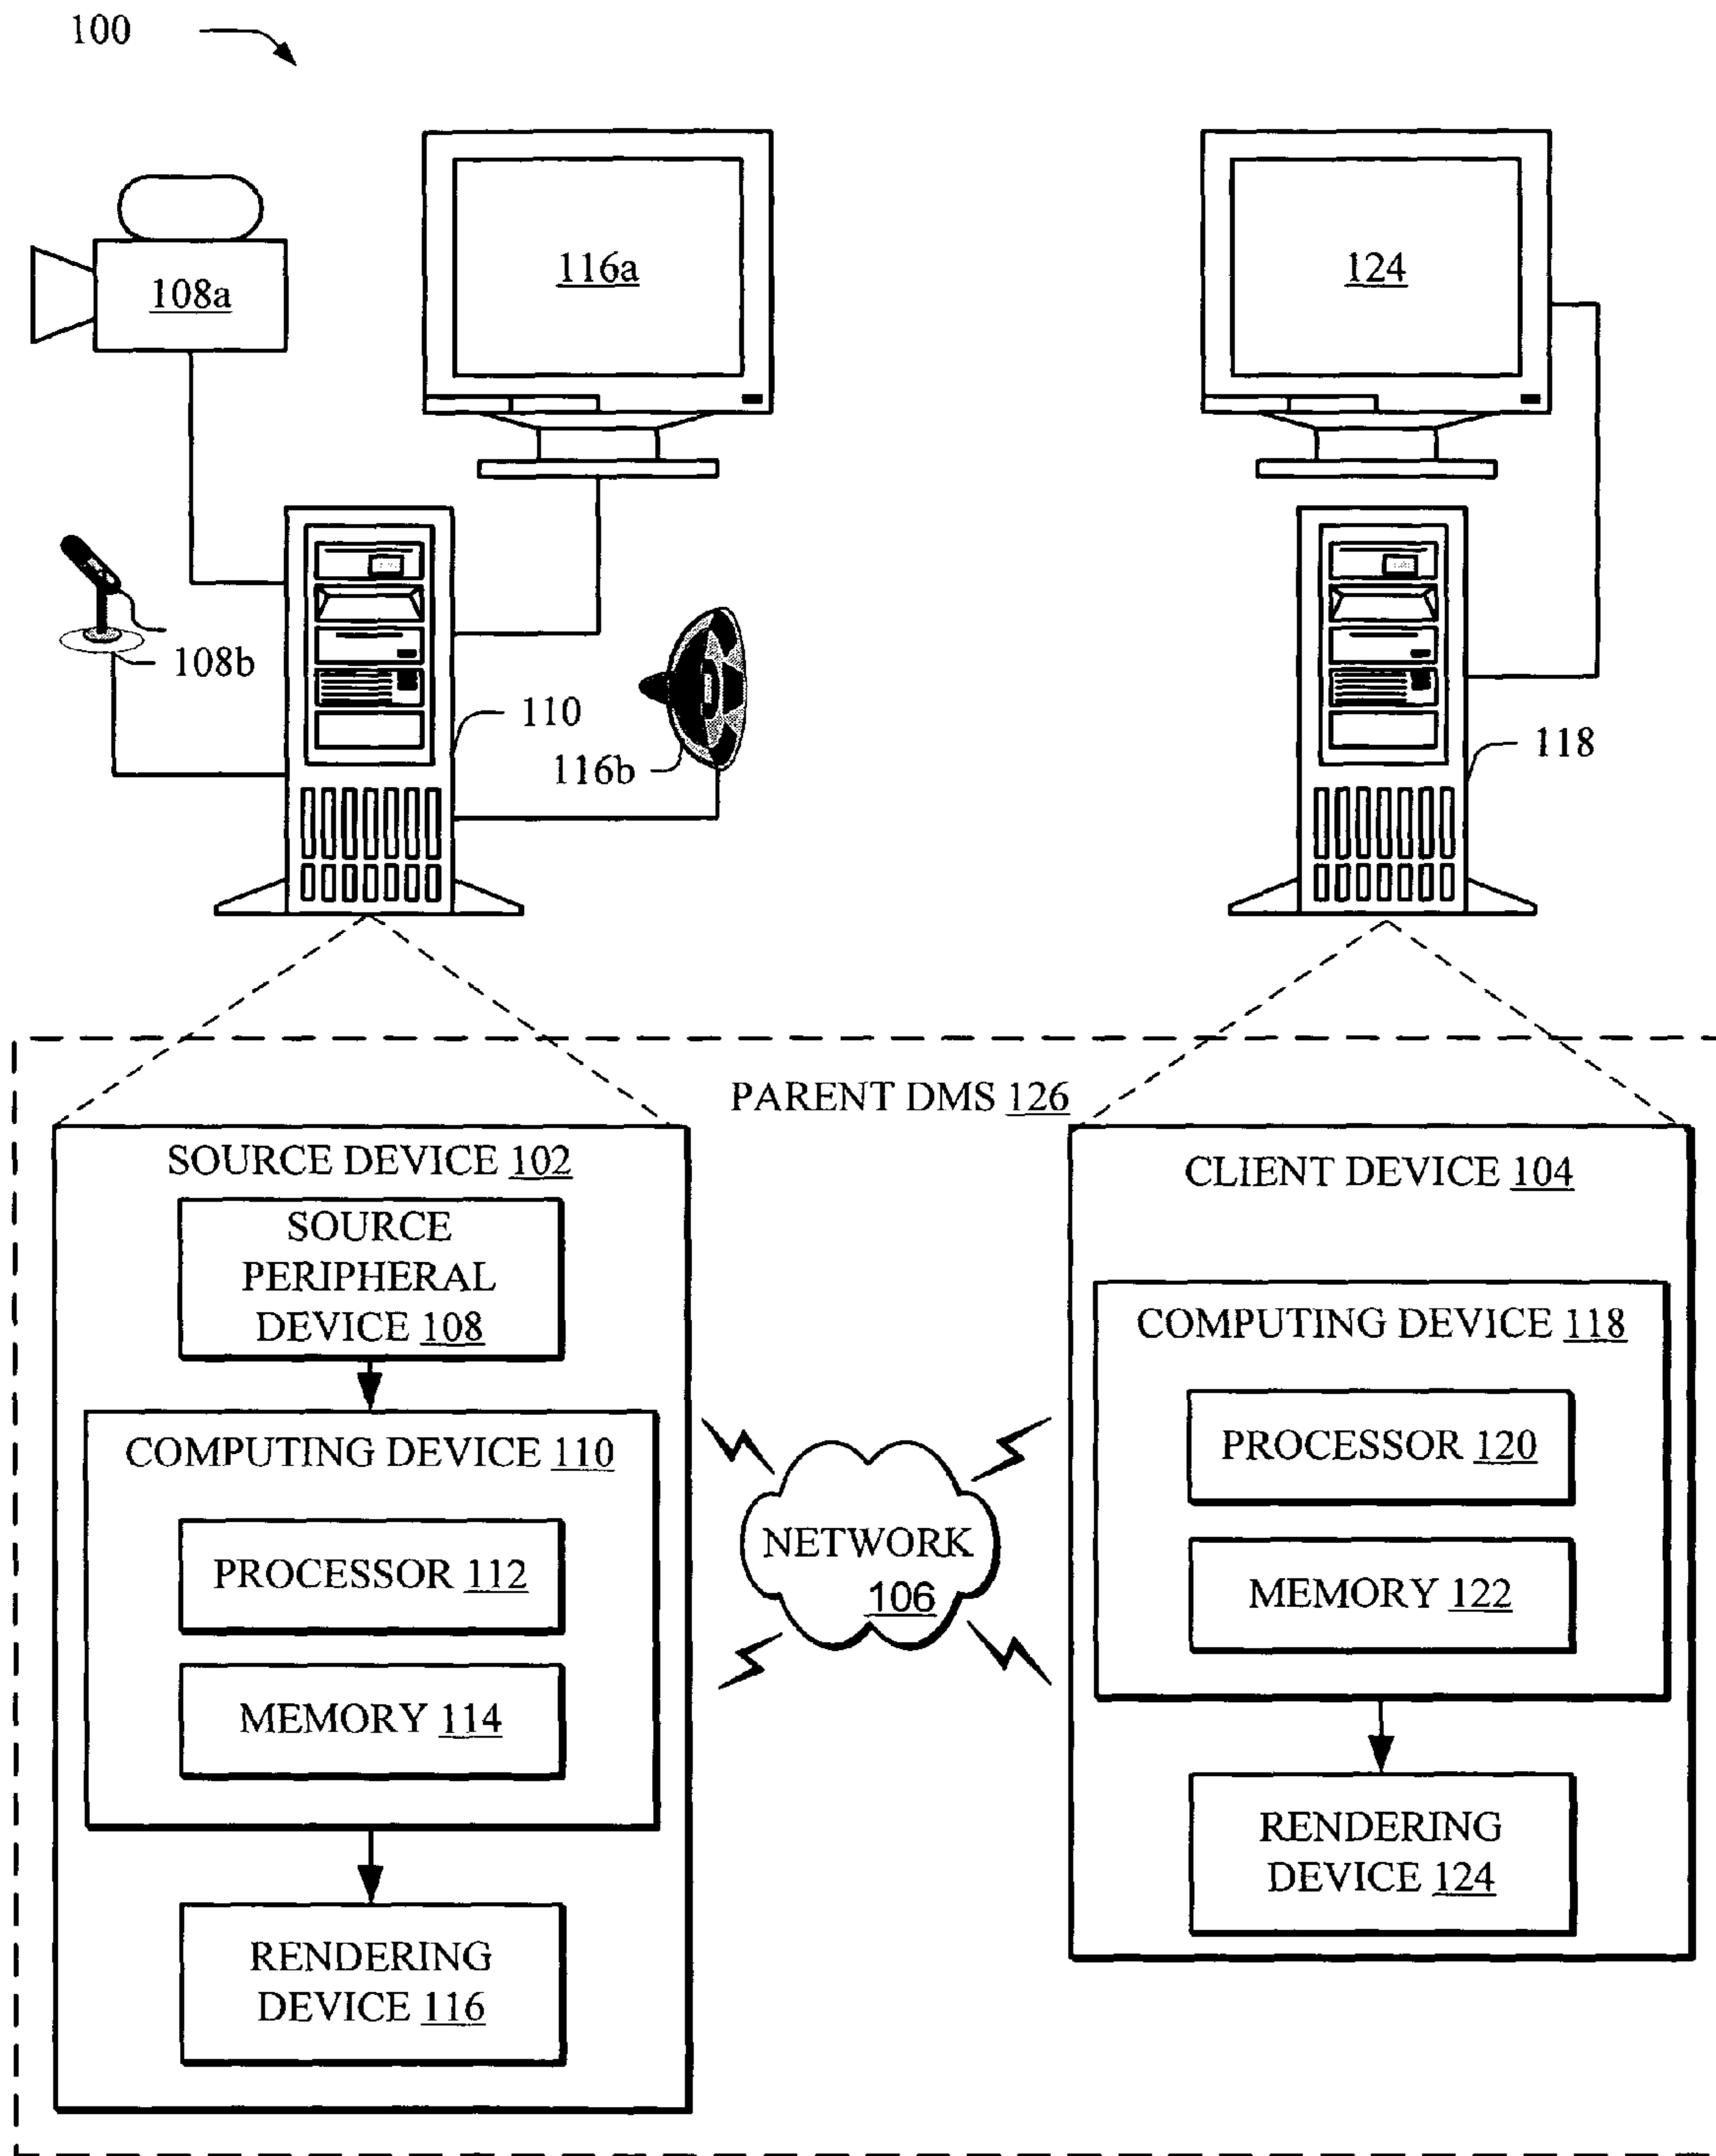 100
108a
116a
124
108b
110
116b
118
PARENT DMS 126
SOURCE DEVICE 102
SOURCE
PERIPHERAL
DEVICE 108
COMPUTING DEVICE 110
PROCESSOR 112
MEMORY 114
RENDERING
DEVICE 116
NETWORK
106
CLIENT DEVICE 104
COMPUTING DEVICE 118
PROCESSOR 120
MEMORY 122
RENDERING
DEVICE 124